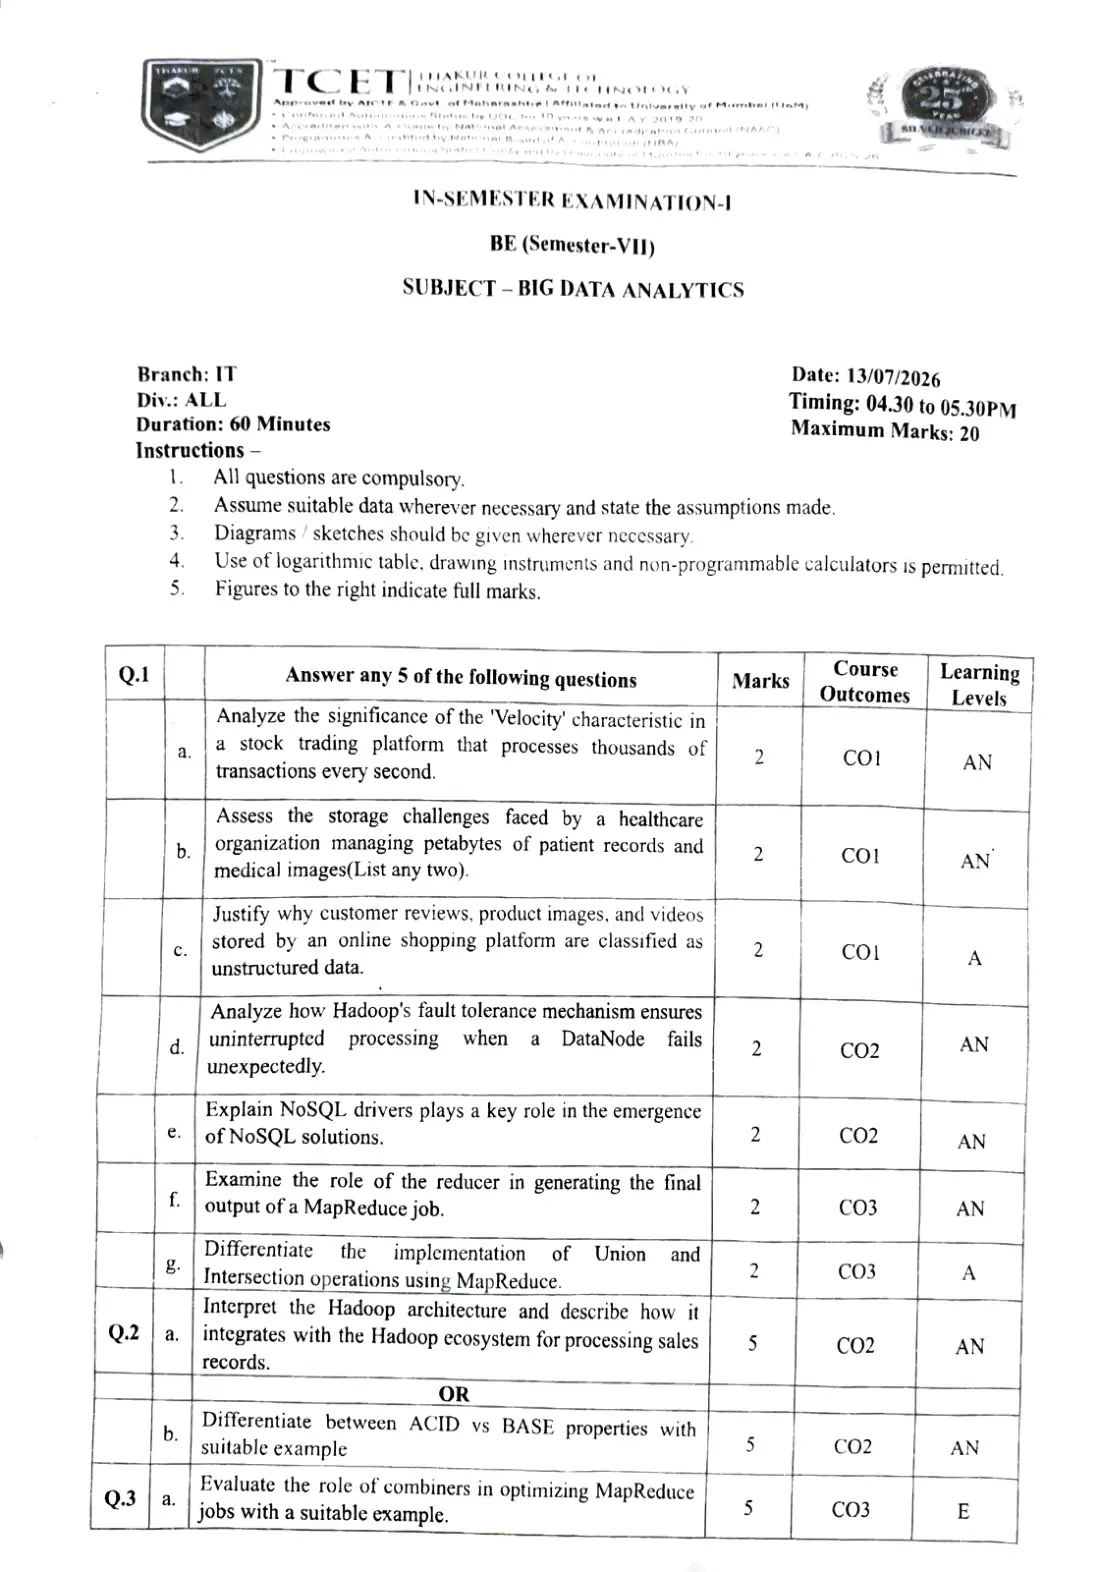 THAKUR TCET
TCET
THAKUR COLLEGE OF
ENGINEERING & TECHNOLOGY
Approved by AICTE & Govt. of Maharashtra | Affiliated to University of Mumbai (UoM)
CELEBRATING
25
YEARS
SILVER JUBILEE
IN-SEMESTER EXAMINATION-I
BE (Semester-VII)
SUBJECT – BIG DATA ANALYTICS
Branch: IT
Date: 13/07/2026
Div.: ALL
Timing: 04.30 to 05.30PM
Duration: 60 Minutes
Maximum Marks: 20
Instructions –
1. All questions are compulsory.
2. Assume suitable data wherever necessary and state the assumptions made.
3. Diagrams / sketches should be given wherever necessary.
4. Use of logarithmic table, drawing instruments and non-programmable calculators is permitted.
5. Figures to the right indicate full marks.
Q.1 Answer any 5 of the following questions Marks Course Outcomes Learning Levels
a. Analyze the significance of the 'Velocity' characteristic in
a stock trading platform that processes thousands of
transactions every second.
2 CO1 AN
b. Assess the storage challenges faced by a healthcare
organization managing petabytes of patient records and
medical images(List any two).
2 CO1 AN
c. Justify why customer reviews, product images, and videos
stored by an online shopping platform are classified as
unstructured data.
2 CO1 A
d. Analyze how Hadoop's fault tolerance mechanism ensures
uninterrupted processing when a DataNode fails
unexpectedly.
2 CO2 AN
e. Explain NoSQL drivers plays a key role in the emergence
of NoSQL solutions.
2 CO2 AN
f. Examine the role of the reducer in generating the final
output of a MapReduce job.
2 CO3 AN
g. Differentiate the implementation of Union and
Intersection operations using MapReduce.
2 CO3 A
Q.2 a. Interpret the Hadoop architecture and describe how it
integrates with the Hadoop ecosystem for processing sales
records.
5 CO2 AN
OR
b. Differentiate between ACID vs BASE properties with
suitable example
5 CO2 AN
Q.3 a. Evaluate the role of combiners in optimizing MapReduce
jobs with a suitable example.
5 CO3 E